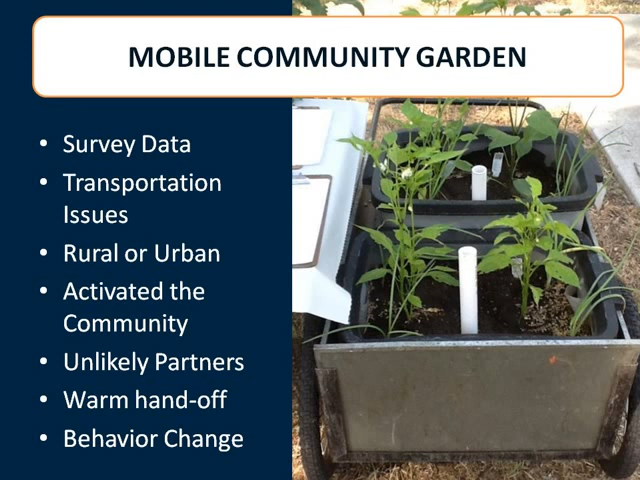 MOBILE COMMUNITY GARDEN
• Survey Data
• Transportation
Issues
• Rural or Urban
• Activated the
Community
• Unlikely Partners
• Warm hand-off
• Behavior Change